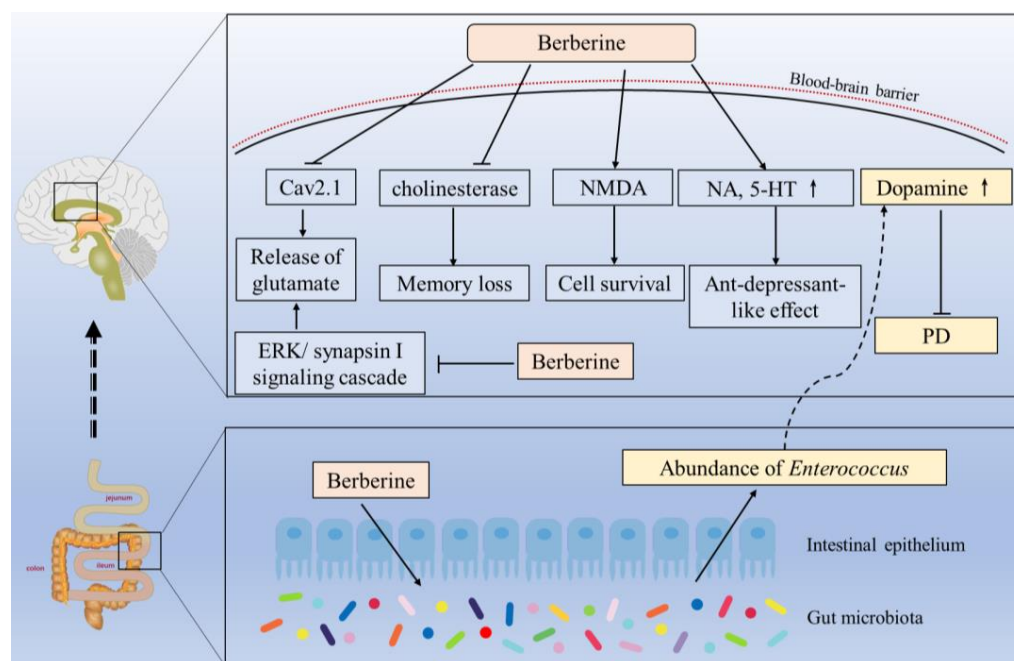 Berberine
Blood-brain barrier
Cav2.1
cholinesterase
NMDA
NA, 5-HT ↑
Dopamine ↑
Release of
glutamate
Memory loss
Cell survival
Ant-depressant-
like effect
PD
ERK/ synapsin I
signaling cascade
Berberine
Abundance of Enterococcus
Berberine
jejunum
colon
ileum
Intestinal epithelium
Gut microbiota